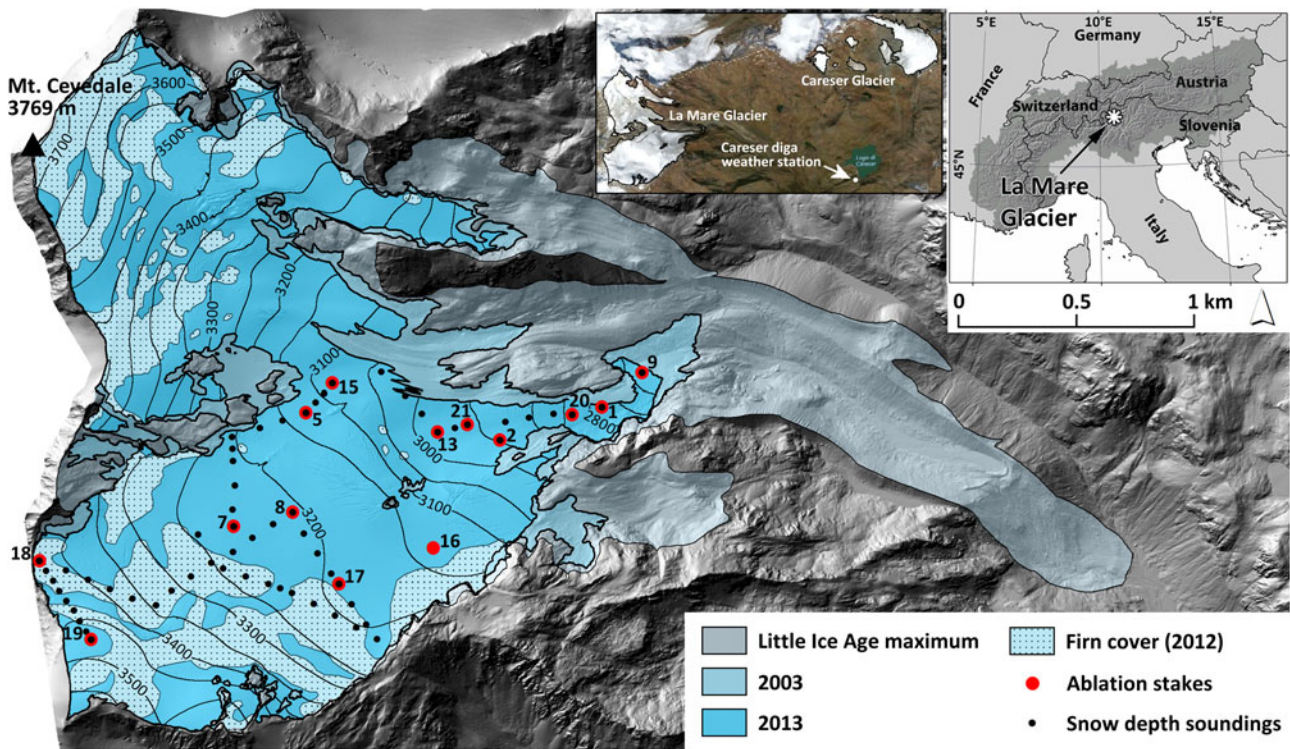 Mt. Cevedale
3769 m
3600
3700
3500
3400
3300
3200
3100
15
5
9
20
1
2800
21
13
2
3000
3100
8
7
3200
16
18
17
19
3300
3400
3500
Careser Glacier
La Mare Glacier
Careser diga
weather station
Lago di
Careser
5°E
10°E
15°E
Germany
France
Austria
Switzerland
Slovenia
45°N
La Mare
Glacier
Italy
0
0.5
1 km
Little Ice Age maximum
2003
2013
Firn cover (2012)
Ablation stakes
Snow depth soundings